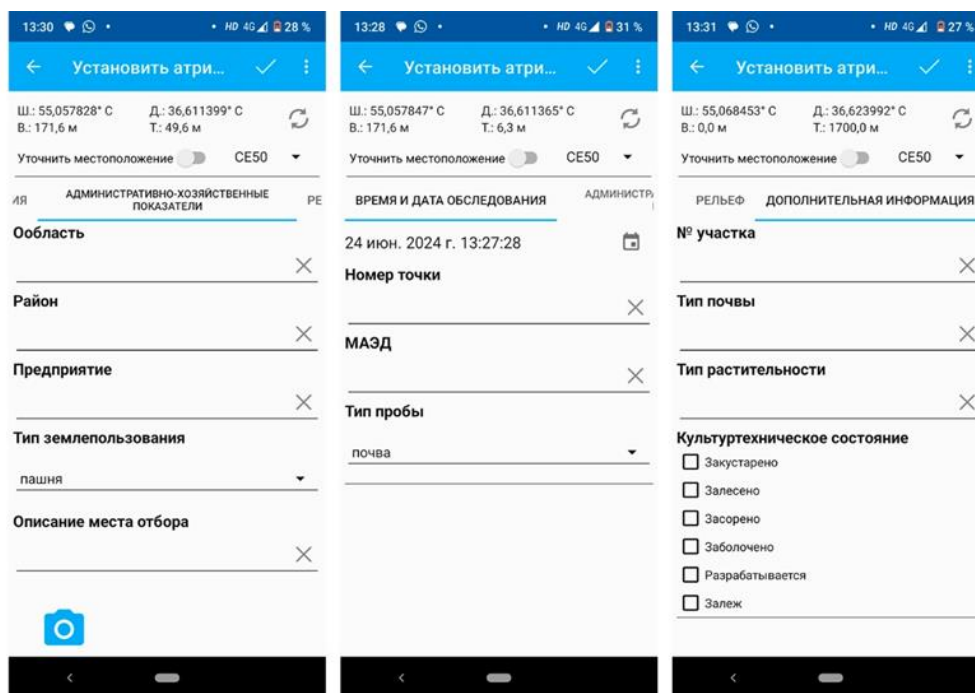 13:30 HD 4G 28 %
Установить атри...
Ш.: 55,057828° С Д.: 36,611399° С
В.: 171,6 м Т.: 49,6 м
Уточнить местоположение CE50
ИЯ АДМИНИСТРАТИВНО-ХОЗЯЙСТВЕННЫЕ РЕ
ПОКАЗАТЕЛИ
Ообласть
Район
Предприятие
Тип землепользования
пашня
Описание места отбора
13:28 HD 4G 31 %
Установить атри...
Ш.: 55,057847° С Д.: 36,611365° С
В.: 171,6 м Т.: 6,3 м
Уточнить местоположение CE50
ВРЕМЯ И ДАТА ОБСЛЕДОВАНИЯ АДМИНИСТР
24 июн. 2024 г. 13:27:28
Номер точки
МАЭД
Тип пробы
почва
13:31 HD 4G 27 %
Установить атри...
Ш.: 55,068453° С Д.: 36,623992° С
В.: 0,0 м Т.: 1700,0 м
Уточнить местоположение CE50
РЕЛЬЕФ ДОПОЛНИТЕЛЬНАЯ ИНФОРМАЦИЯ
№ участка
Тип почвы
Тип растительности
Культуртехническое состояние
Закустарено
Залесено
Засорено
Заболочено
Разрабатывается
Залеж